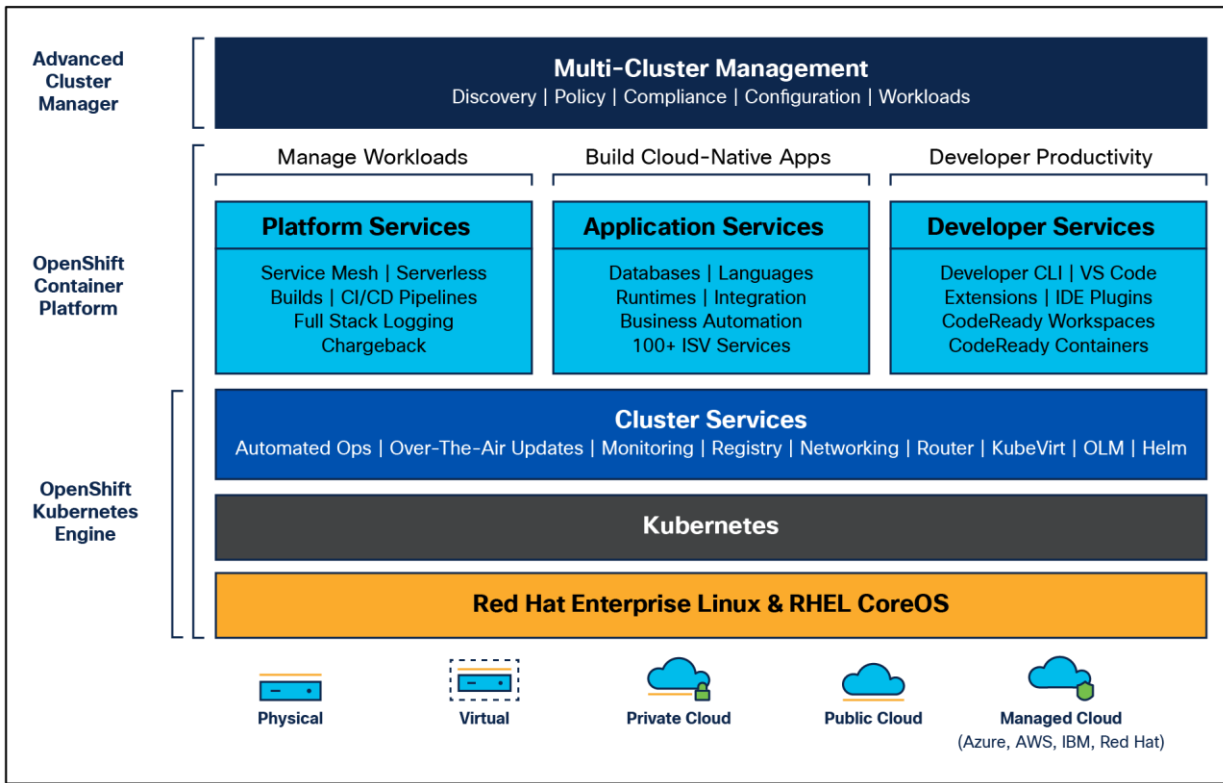 Advanced
Cluster
Manager
Multi-Cluster Management
Discovery | Policy | Compliance | Configuration | Workloads
Manage Workloads
Build Cloud-Native Apps
Developer Productivity
OpenShift
Container
Platform
Platform Services
Service Mesh | Serverless
Builds | CI/CD Pipelines
Full Stack Logging
Chargeback
Application Services
Databases | Languages
Runtimes | Integration
Business Automation
100+ ISV Services
Developer Services
Developer CLI | VS Code
Extensions | IDE Plugins
CodeReady Workspaces
CodeReady Containers
OpenShift
Kubernetes
Engine
Cluster Services
Automated Ops | Over-The-Air Updates | Monitoring | Registry | Networking | Router | KubeVirt | OLM | Helm
Kubernetes
Red Hat Enterprise Linux & RHEL CoreOS
Physical
Virtual
Private Cloud
Public Cloud
Managed Cloud
(Azure, AWS, IBM, Red Hat)